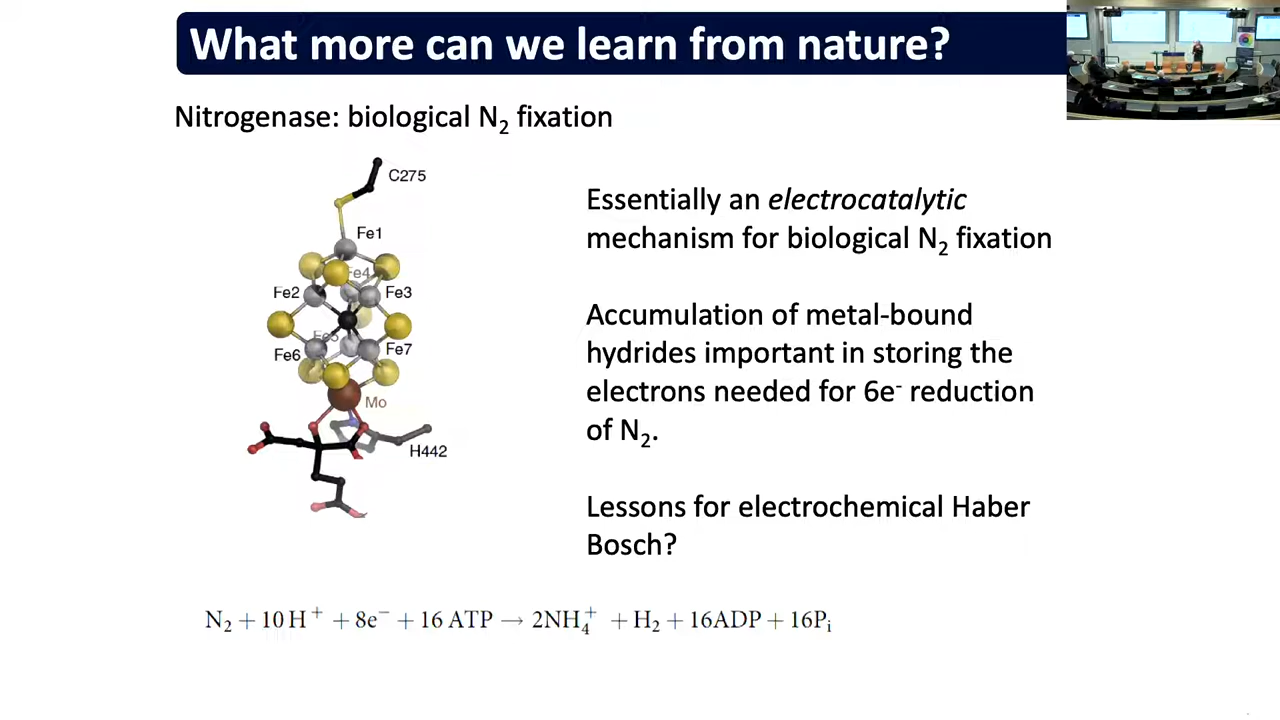 What more can we learn from nature?
Nitrogenase: biological N₂ fixation
C275
Fe1
Fe4
Fe2
Fe3
Fe5
Fe6
Fe7
Mo
H442
Essentially an electrocatalytic
mechanism for biological N₂ fixation
Accumulation of metal-bound
hydrides important in storing the
electrons needed for 6e⁻ reduction
of N₂.
Lessons for electrochemical Haber
Bosch?
N₂ + 10 H⁺ + 8e⁻ + 16 ATP → 2NH₄⁺ + H₂ + 16ADP + 16Pᵢ